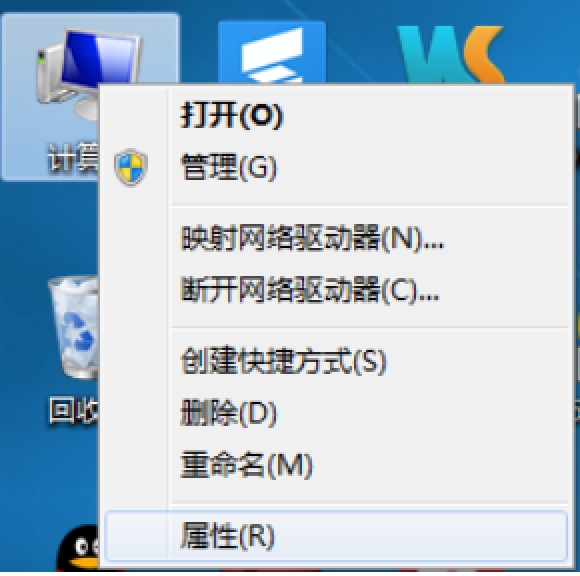 计算
打开(O)
管理(G)
映射网络驱动器(N)...
断开网络驱动器(C)...
回收
创建快捷方式(S)
删除(D)
重命名(M)
属性(R)